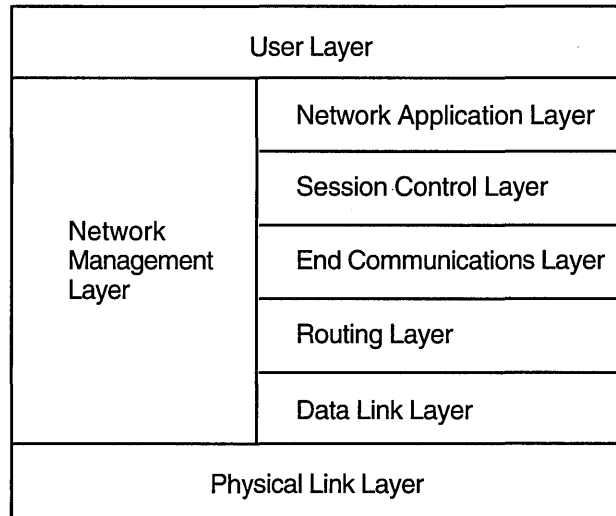 User Layer
Network Application Layer
Session Control Layer
Network
Management
Layer
End Communications Layer
Routing Layer
Data Link Layer
Physical Link Layer